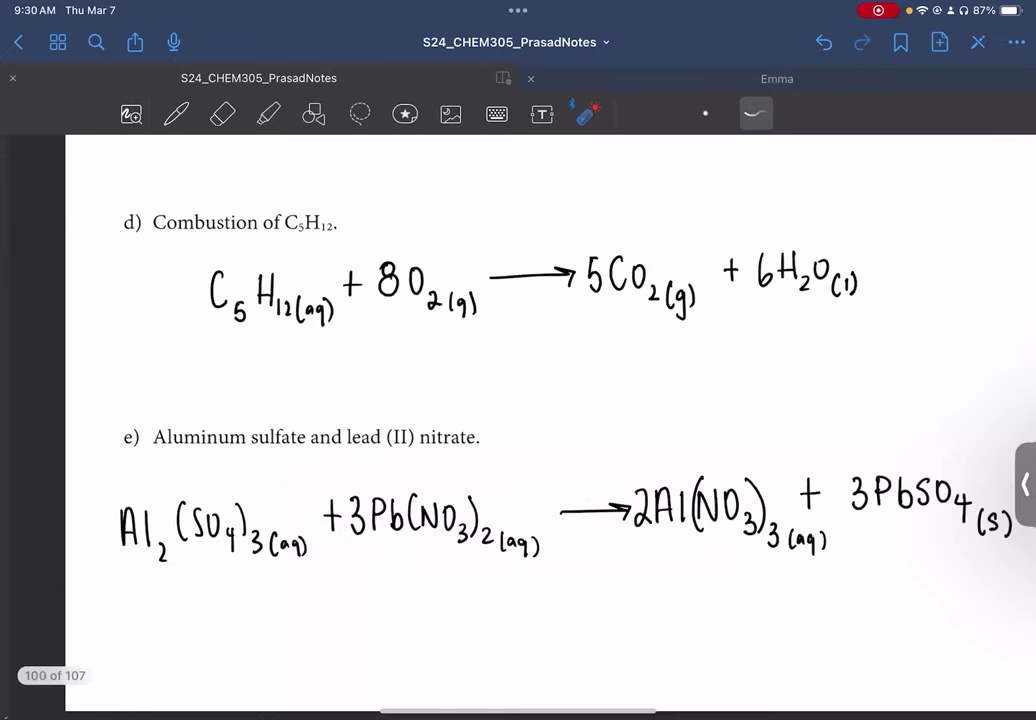 9:30 AM Thu Mar 7 87%
S24_CHEM305_PrasadNotes
S24_CHEM305_PrasadNotes Emma
d) Combustion of C₅H₁₂.
C₅H₁₂(aq) + 8O₂(g) ⟶ 5CO₂(g) + 6H₂O(l)
e) Aluminum sulfate and lead (II) nitrate.
Al₂(SO₄)₃(aq) + 3Pb(NO₃)₂(aq) ⟶ 2Al(NO₃)₃(aq) + 3PbSO₄(s)
100 of 107